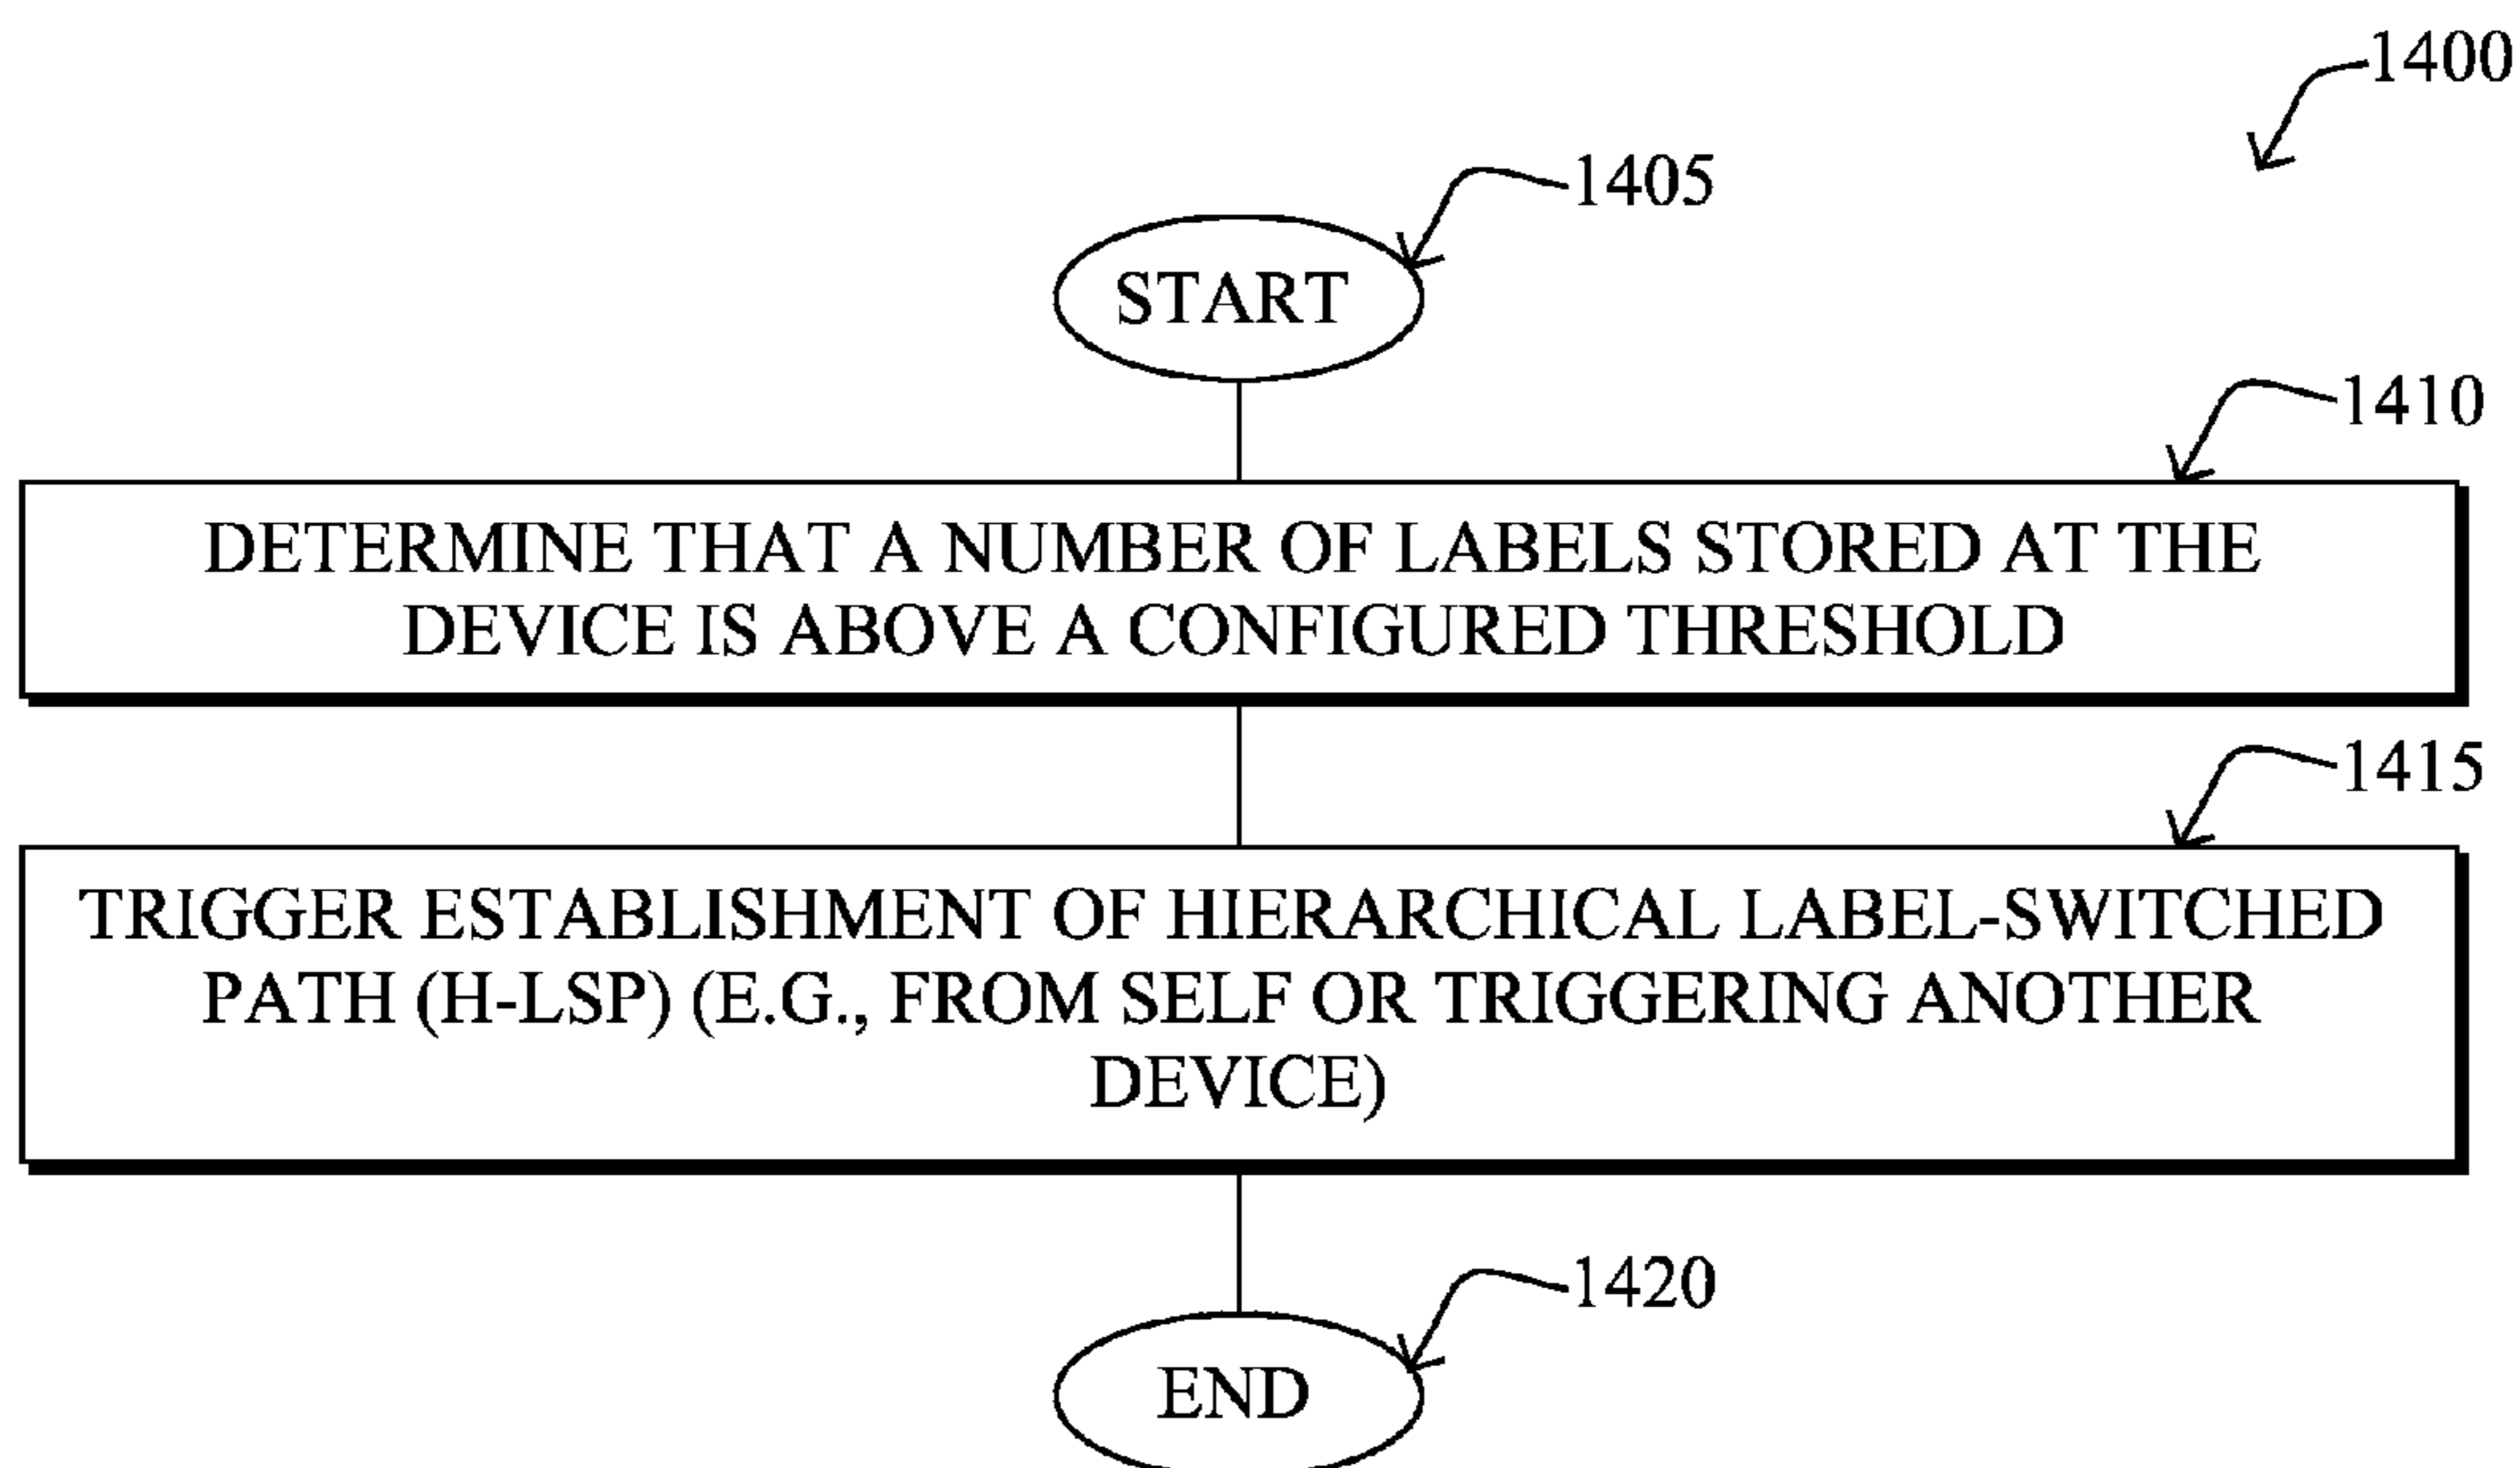 1400
1405
START
1410
DETERMINE THAT A NUMBER OF LABELS STORED AT THE
DEVICE IS ABOVE A CONFIGURED THRESHOLD
1415
TRIGGER ESTABLISHMENT OF HIERARCHICAL LABEL-SWITCHED
PATH (H-LSP) (E.G., FROM SELF OR TRIGGERING ANOTHER
DEVICE)
1420
END